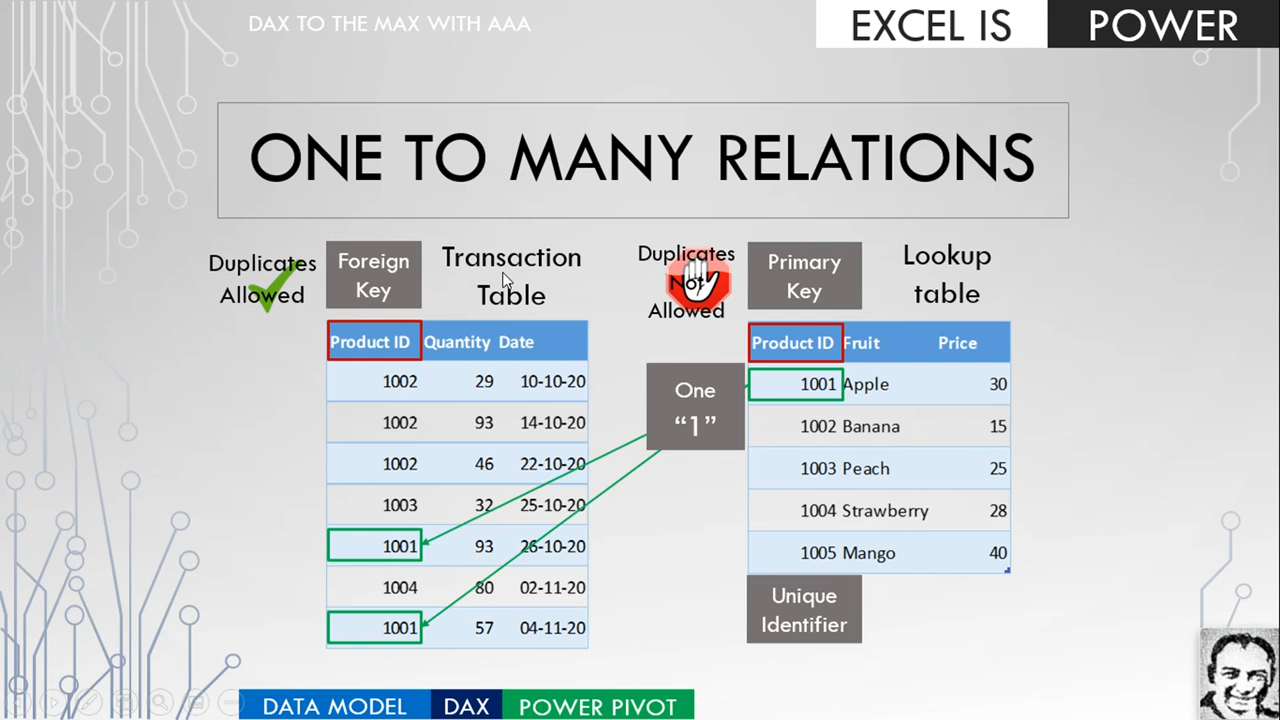 DAX TO THE MAX WITH AAA
EXCEL IS POWER
ONE TO MANY RELATIONS
Duplicates
Allowed
Foreign
Key
Transaction
Table
Product ID Quantity Date
1002 29 10-10-20
1002 93 14-10-20
1002 46 22-10-20
1003 32 25-10-20
1001 93 26-10-20
1004 80 02-11-20
1001 57 04-11-20
Duplicates
Not
Allowed
Primary
Key
Lookup
table
One
“1”
Product ID Fruit Price
1001 Apple 30
1002 Banana 15
1003 Peach 25
1004 Strawberry 28
1005 Mango 40
Unique
Identifier
DATA MODEL DAX POWER PIVOT